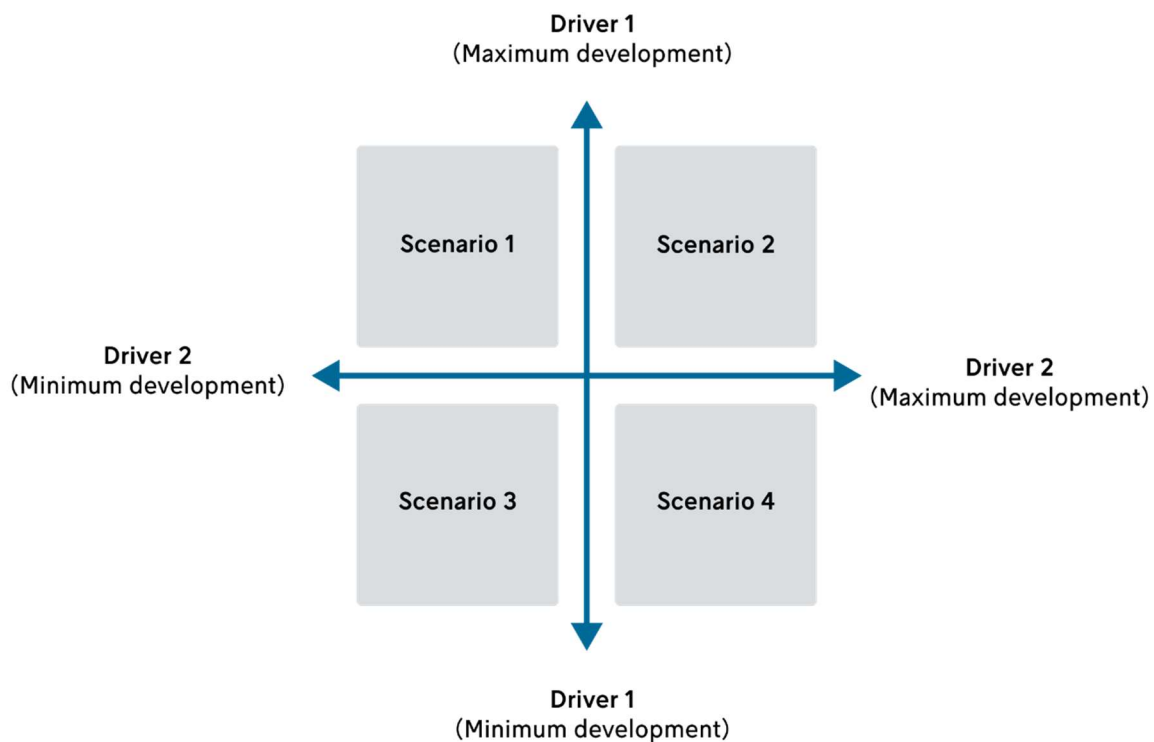 Driver 1
(Maximum development)
Scenario 1
Scenario 2
Driver 2
(Minimum development)
Driver 2
(Maximum development)
Scenario 3
Scenario 4
Driver 1
(Minimum development)